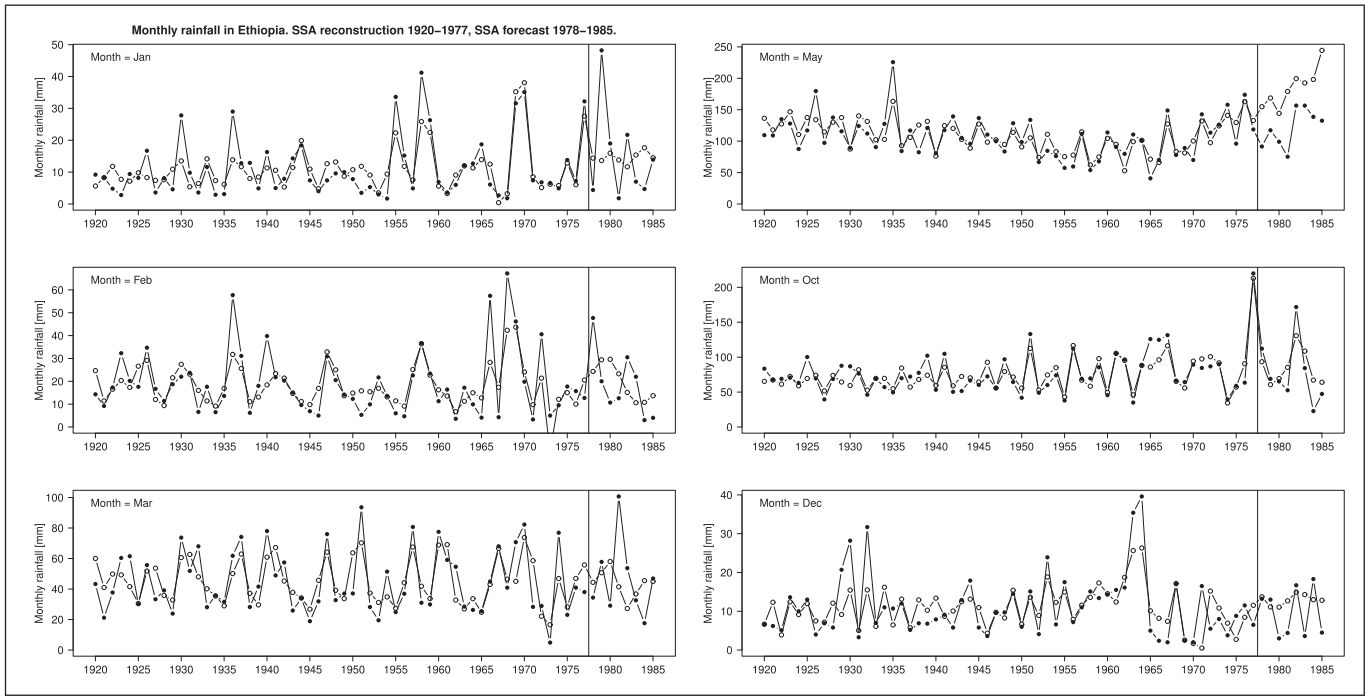 Monthly rainfall in Ethiopia. SSA reconstruction 1920−1977, SSA forecast 1978−1985.
Month = Jan
Monthly rainfall [mm]
50
40
30
20
10
0
1920 1925 1930 1935 1940 1945 1950 1955 1960 1965 1970 1975 1980 1985
Month = May
Monthly rainfall [mm]
250
200
150
100
50
0
1920 1925 1930 1935 1940 1945 1950 1955 1960 1965 1970 1975 1980 1985
Month = Feb
Monthly rainfall [mm]
60
50
40
30
20
10
0
1920 1925 1930 1935 1940 1945 1950 1955 1960 1965 1970 1975 1980 1985
Month = Oct
Monthly rainfall [mm]
200
150
100
50
0
1920 1925 1930 1935 1940 1945 1950 1955 1960 1965 1970 1975 1980 1985
Month = Mar
Monthly rainfall [mm]
100
80
60
40
20
0
1920 1925 1930 1935 1940 1945 1950 1955 1960 1965 1970 1975 1980 1985
Month = Dec
Monthly rainfall [mm]
40
30
20
10
0
1920 1925 1930 1935 1940 1945 1950 1955 1960 1965 1970 1975 1980 1985